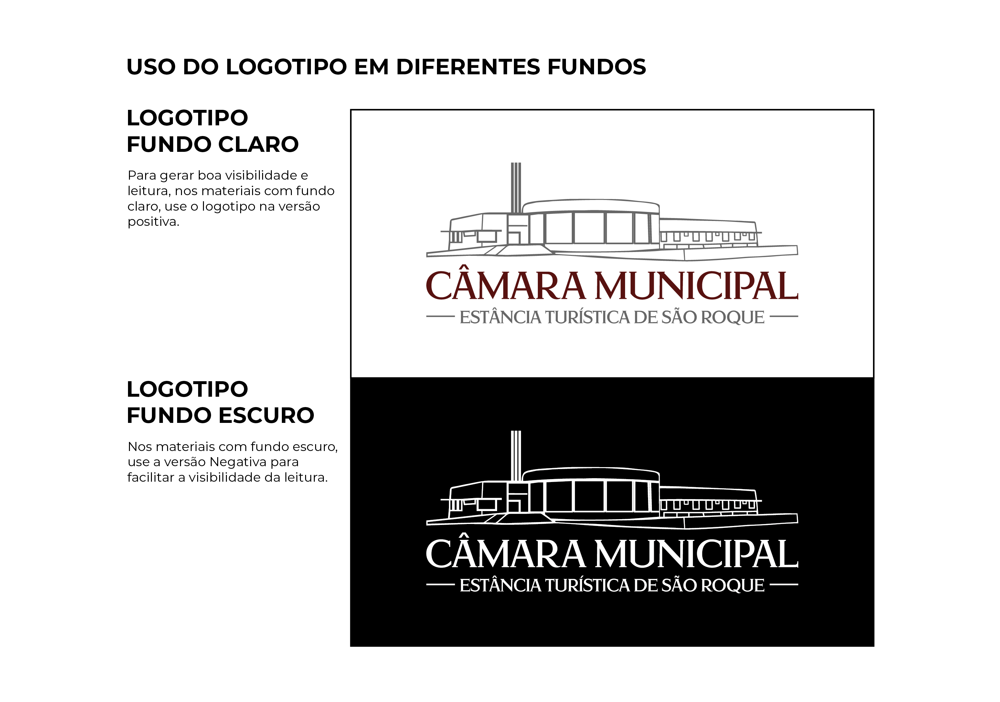 USO DO LOGOTIPO EM DIFERENTES FUNDOS
LOGOTIPO
FUNDO CLARO
Para gerar boa visibilidade e
leitura, nos materiais com fundo
claro, use o logotipo na versão
positiva.
CÂMARA MUNICIPAL
ESTÂNCIA TURÍSTICA DE SÃO ROQUE
LOGOTIPO
FUNDO ESCURO
Nos materiais com fundo escuro,
use a versão Negativa para
facilitar a visibilidade da leitura.
CÂMARA MUNICIPAL
ESTÂNCIA TURÍSTICA DE SÃO ROQUE